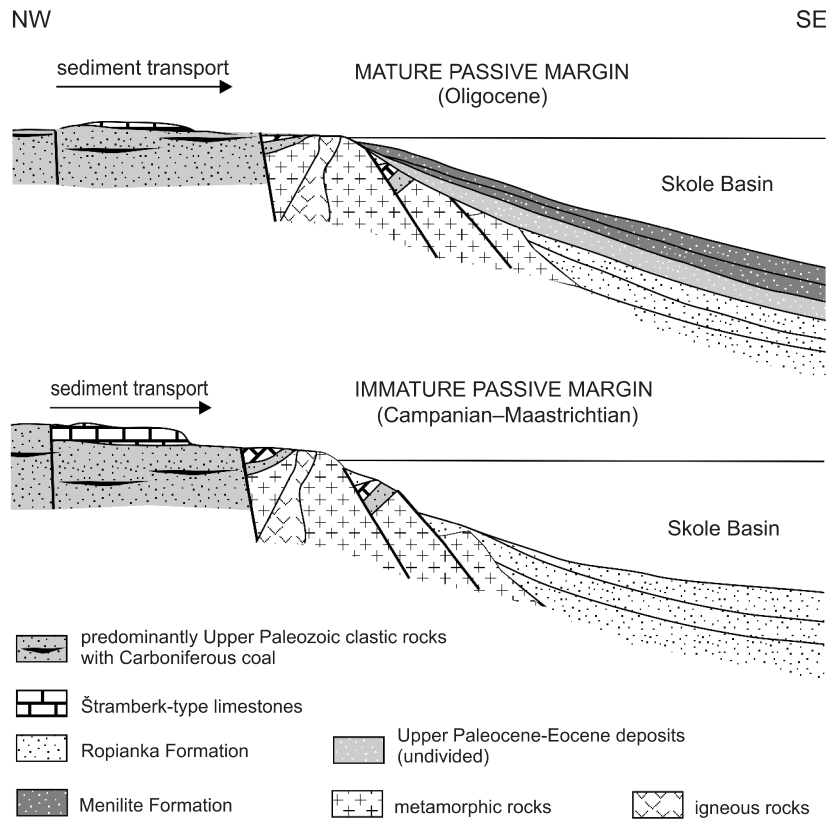 NW
SE
sediment transport
MATURE PASSIVE MARGIN
(Oligocene)
Skole Basin
sediment transport
IMMATURE PASSIVE MARGIN
(Campanian–Maastrichtian)
Skole Basin
predominantly Upper Paleozoic clastic rocks
with Carboniferous coal
Štramberk-type limestones
Ropianka Formation
Upper Paleocene-Eocene deposits
(undivided)
Menilite Formation
metamorphic rocks
igneous rocks